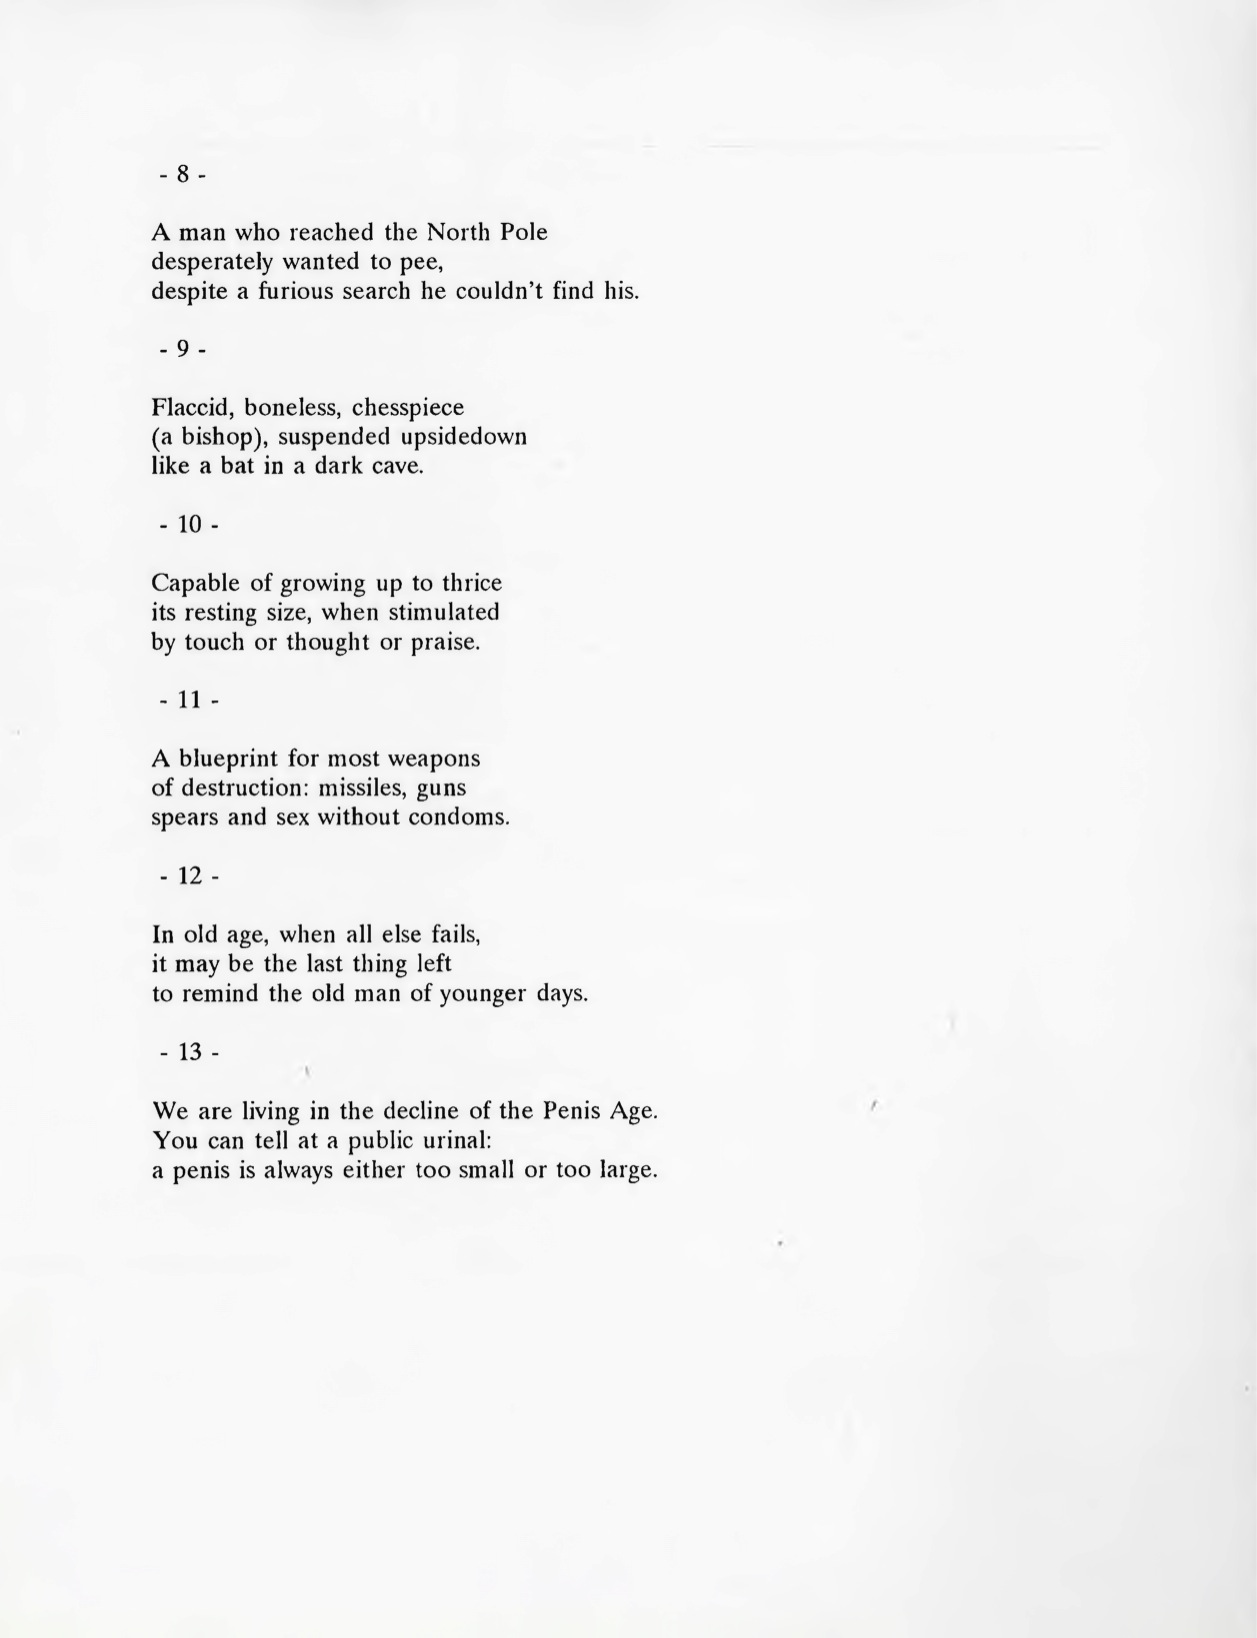 - 8 -
A man who reached the North Pole
desperately wanted to pee,
despite a furious search he couldn't find his.
- 9 -
Flaccid, boneless, chesspiece
(a bishop), suspended upsidedown
like a bat in a dark cave.
- 10 -
Capable of growing up to thrice
its resting size, when stimulated
by touch or thought or praise.
- 11 -
A blueprint for most weapons
of destruction: missiles, guns
spears and sex without condoms.
- 12 -
In old age, when all else fails,
it may be the last thing left
to remind the old man of younger days.
- 13 -
We are living in the decline of the Penis Age.
You can tell at a public urinal:
a penis is always either too small or too large.